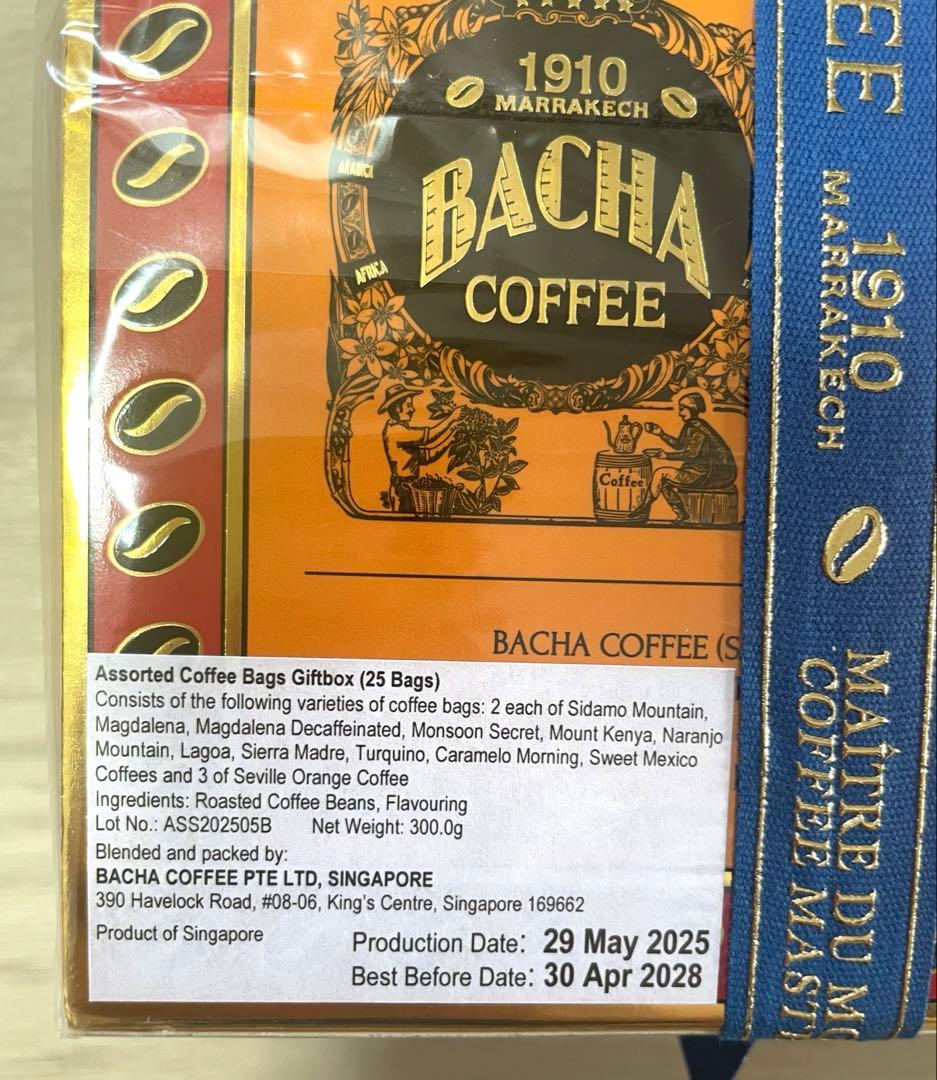 1910
MARRAKECH
ARABICA
AFRICA
BACHA
COFFEE
Coffee
BACHA COFFEE (S
Assorted Coffee Bags Giftbox (25 Bags)
Consists of the following varieties of coffee bags: 2 each of Sidamo Mountain,
Magdalena, Magdalena Decaffeinated, Monsoon Secret, Mount Kenya, Naranjo
Mountain, Lagoa, Sierra Madre, Turquino, Caramelo Morning, Sweet Mexico
Coffees and 3 of Seville Orange Coffee
Ingredients: Roasted Coffee Beans, Flavouring
Lot No.: ASS202505B Net Weight: 300.0g
Blended and packed by:
BACHA COFFEE PTE LTD, SINGAPORE
390 Havelock Road, #08-06, King's Centre, Singapore 169662
Product of Singapore
Production Date: 29 May 2025
Best Before Date: 30 Apr 2028
EE
1910
MARRAKECH
MAÎTRE DU MO
COFFEE MAST